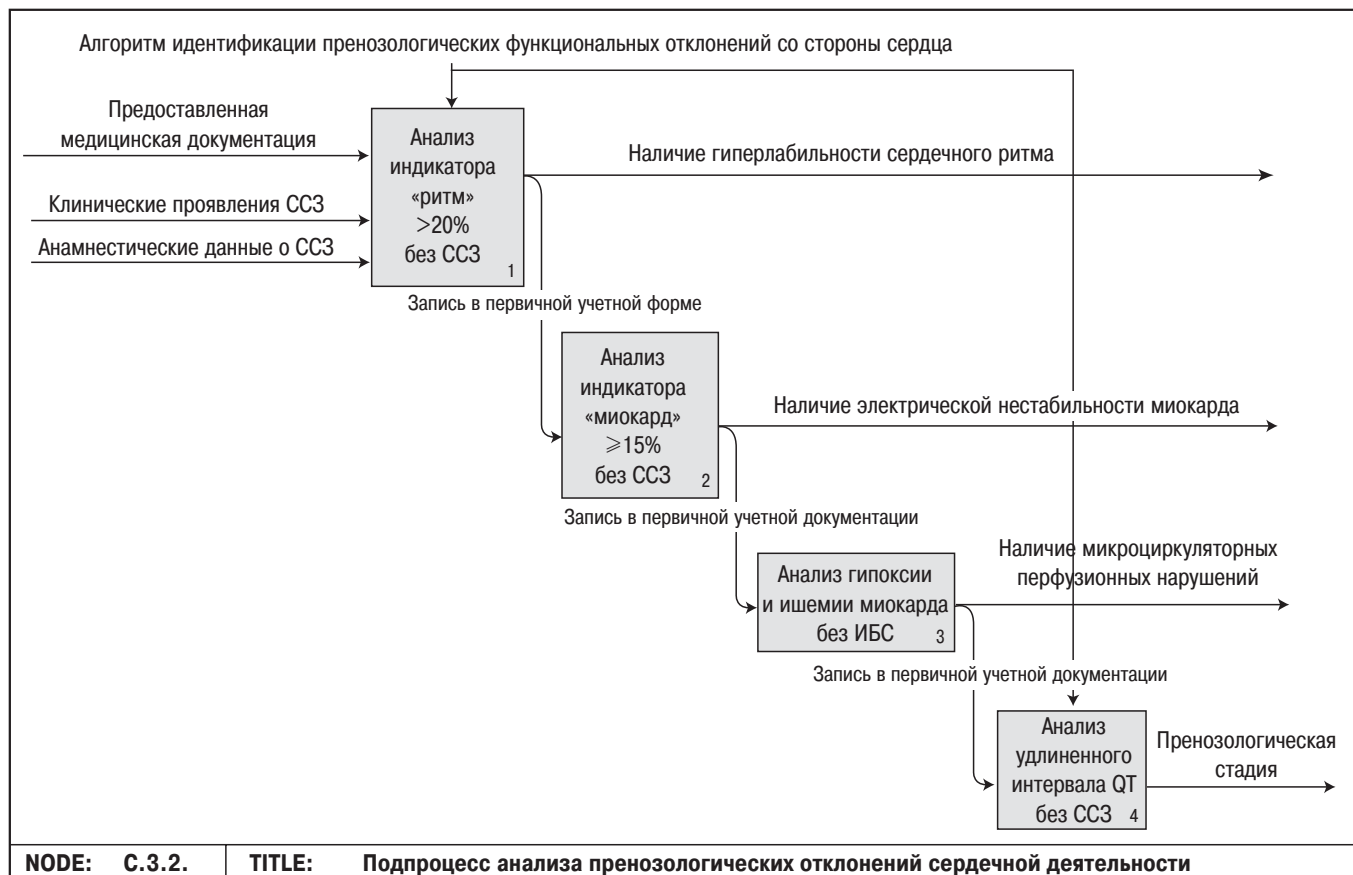 Алгоритм идентификации пренозологических функциональных отклонений со стороны сердца
Предоставленная
медицинская документация
Клинические проявления ССЗ
Анамнестические данные о ССЗ
Анализ
индикатора
«ритм»
>20%
без ССЗ
1
Наличие гиперлабильности сердечного ритма
Запись в первичной учетной форме
Анализ
индикатора
«миокард»
⩾15%
без ССЗ
2
Наличие электрической нестабильности миокарда
Запись в первичной учетной документации
Анализ гипоксии
и ишемии миокарда
без ИБС
3
Наличие микроциркуляторных
перфузионных нарушений
Запись в первичной учетной документации
Анализ
удлиненного
интервала QT
без ССЗ
4
Пренозологическая
стадия
NODE: С.3.2. TITLE: Подпроцесс анализа пренозологических отклонений сердечной деятельности